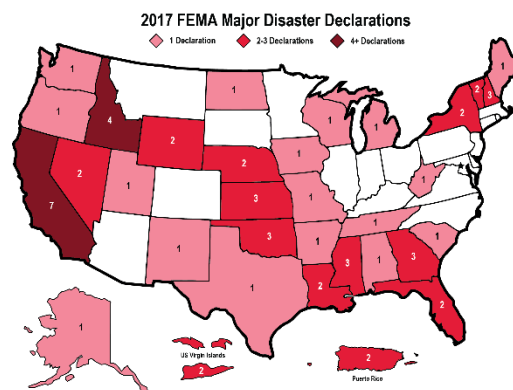 2017 FEMA Major Disaster Declarations
1 Declaration 2-3 Declarations 4+ Declarations
1 1 1
1 4 1 1 2 3
2 2 1
2 2 1
7 2 1 3 1 1
3 1
1 1 1
1 3 1 3
2
2
1
US Virgin Islands
2
2
Puerto Rico